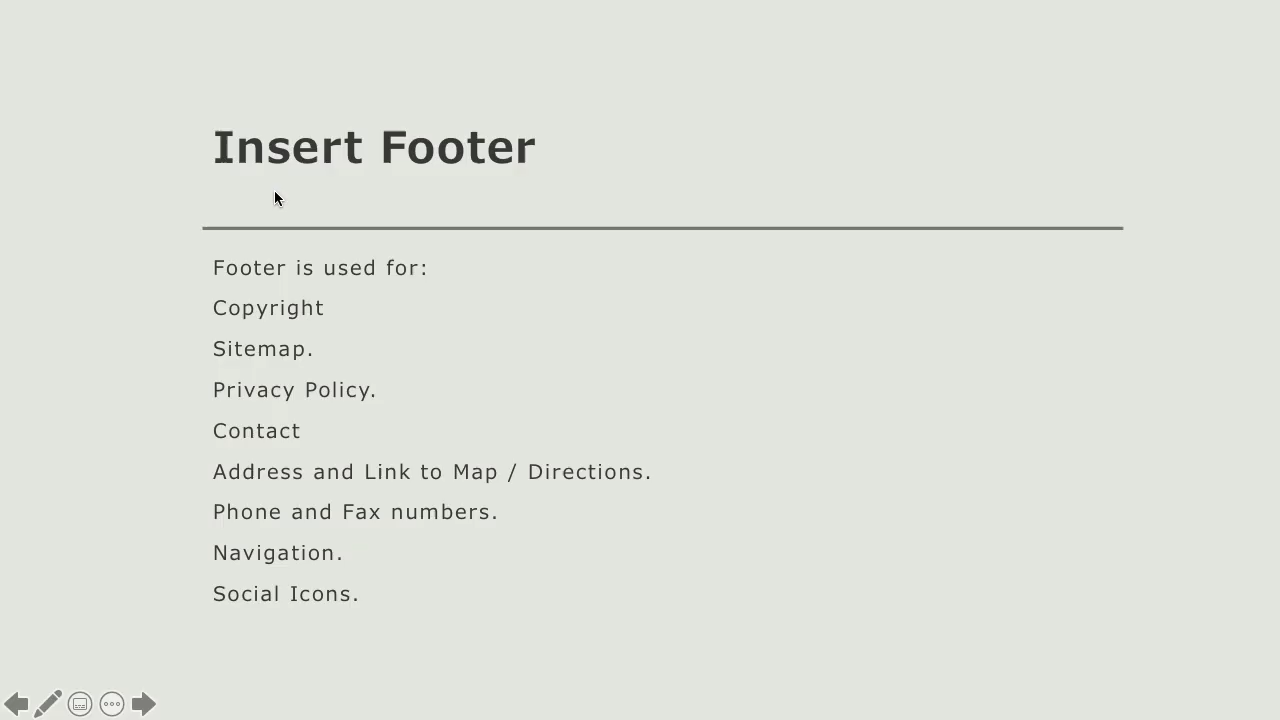 Insert Footer
Footer is used for:
Copyright
Sitemap.
Privacy Policy.
Contact
Address and Link to Map / Directions.
Phone and Fax numbers.
Navigation.
Social Icons.